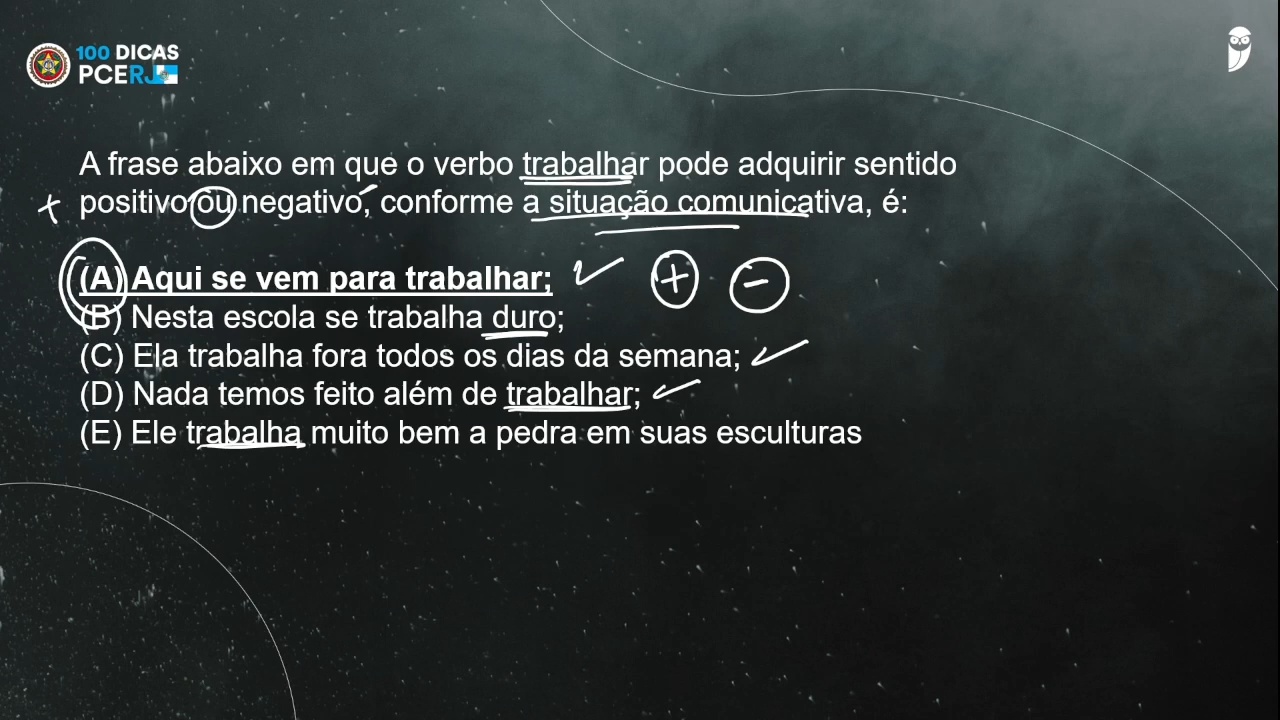 100 DICAS
PCERJ
A frase abaixo em que o verbo trabalhar pode adquirir sentido
positivo ou negativo, conforme a situação comunicativa, é:
(A) Aqui se vem para trabalhar;
(B) Nesta escola se trabalha duro;
(C) Ela trabalha fora todos os dias da semana;
(D) Nada temos feito além de trabalhar;
(E) Ele trabalha muito bem a pedra em suas esculturas